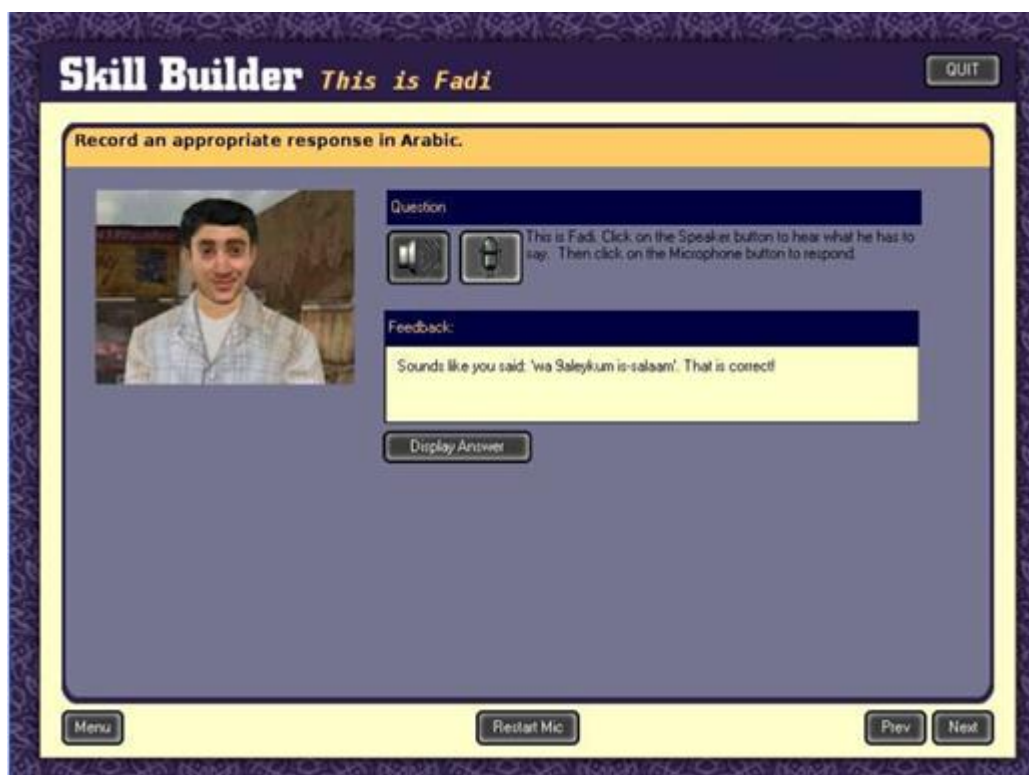 Skill Builder This is Fadi
QUIT
Record an appropriate response in Arabic.
Question
This is Fadi. Click on the Speaker button to hear what he has to
say. Then click on the Microphone button to respond.
Feedback:
Sounds like you said: 'wa 9aleykum is-salaam'. That is correct!
Display Answer
Menu
Restart Mic
Prev
Next